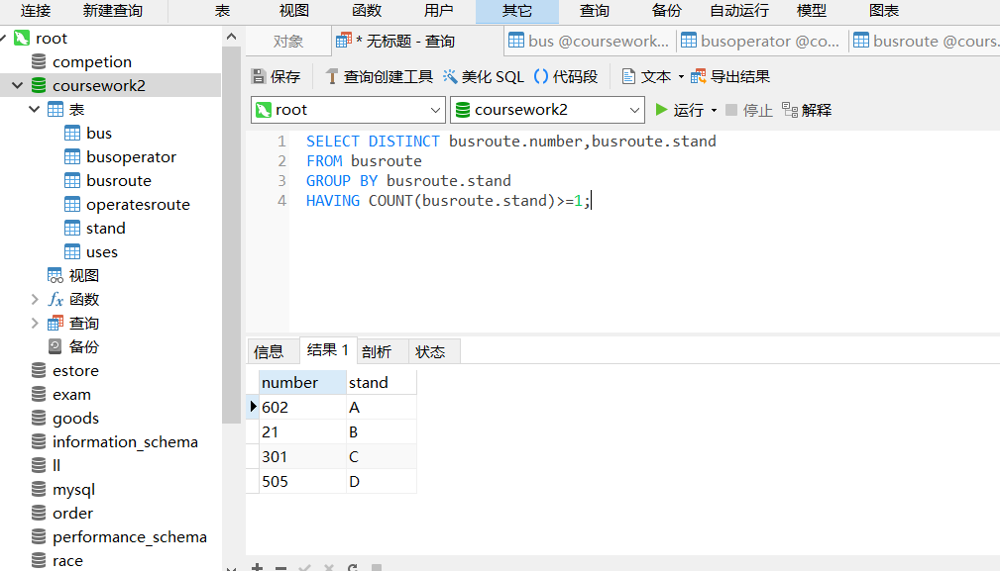 连接 新建查询 表 视图 函数 用户 其它 查询 备份 自动运行 模型 图表
root
competion
coursework2
表
bus
busoperator
busroute
operatesroute
stand
uses
视图
fx 函数
查询
备份
estore
exam
goods
information_schema
ll
mysql
order
performance_schema
race
对象 * 无标题 - 查询 bus @coursework... busoperator @co... busroute @cours.
保存 查询创建工具 美化 SQL () 代码段 文本 导出结果
root coursework2 运行 停止 解释
1 SELECT DISTINCT busroute.number,busroute.stand
2 FROM busroute
3 GROUP BY busroute.stand
4 HAVING COUNT(busroute.stand)>=1;
信息 结果 1 剖析 状态
number stand
602 A
21 B
301 C
505 D